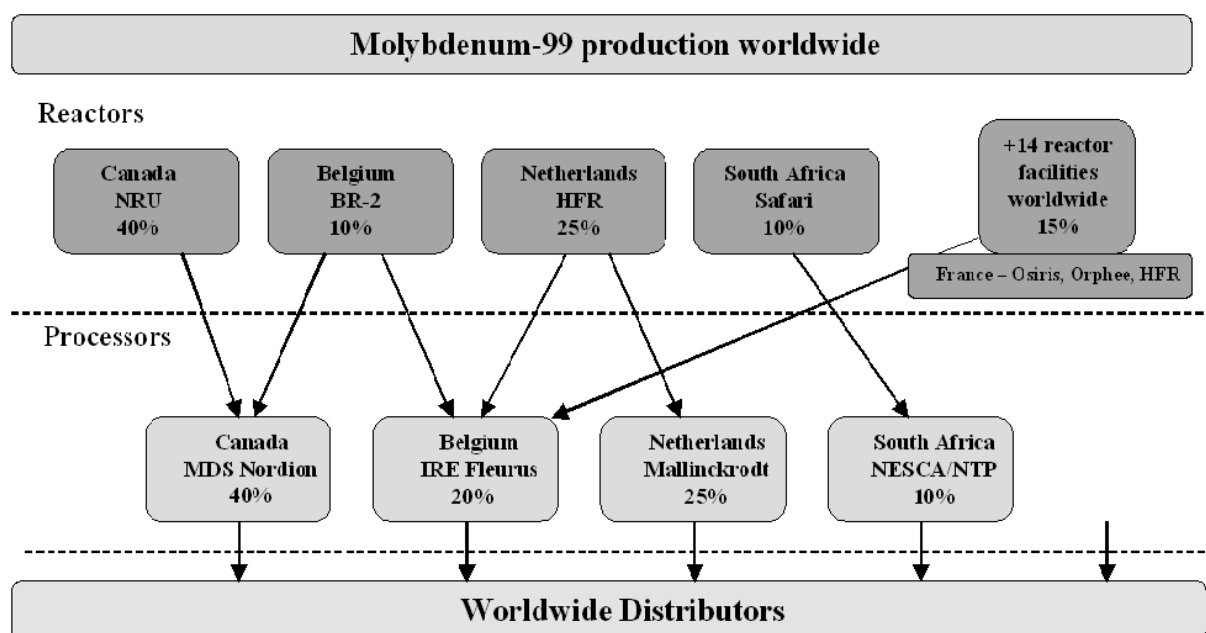 Molybdenum-99 production worldwide
Reactors
Canada
NRU
40%
Belgium
BR-2
10%
Netherlands
HFR
25%
South Africa
Safari
10%
+14 reactor
facilities
worldwide
15%
France – Osiris, Orphee, HFR
Processors
Canada
MDS Nordion
40%
Belgium
IRE Fleurus
20%
Netherlands
Mallinckrodt
25%
South Africa
NESCA/NTP
10%
Worldwide Distributors